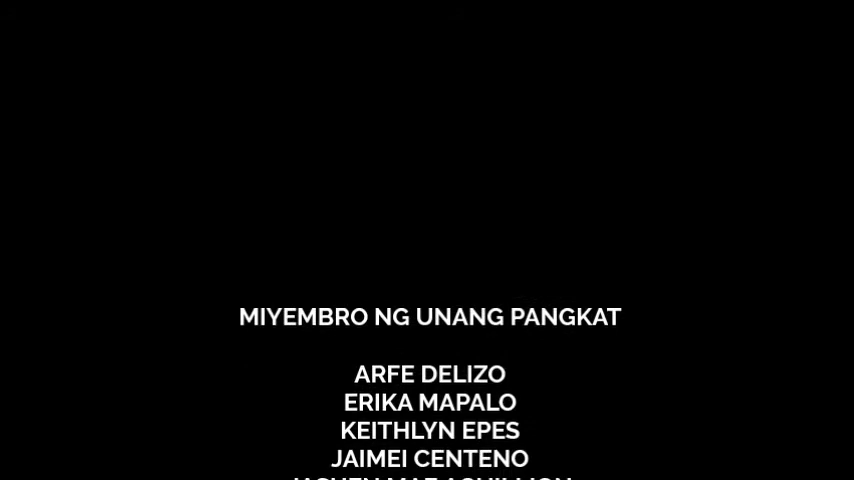 MIYEMBRO NG UNANG PANGKAT
ARFE DELIZO
ERIKA MAPALO
KEITHLYN EPES
JAIMEI CENTENO